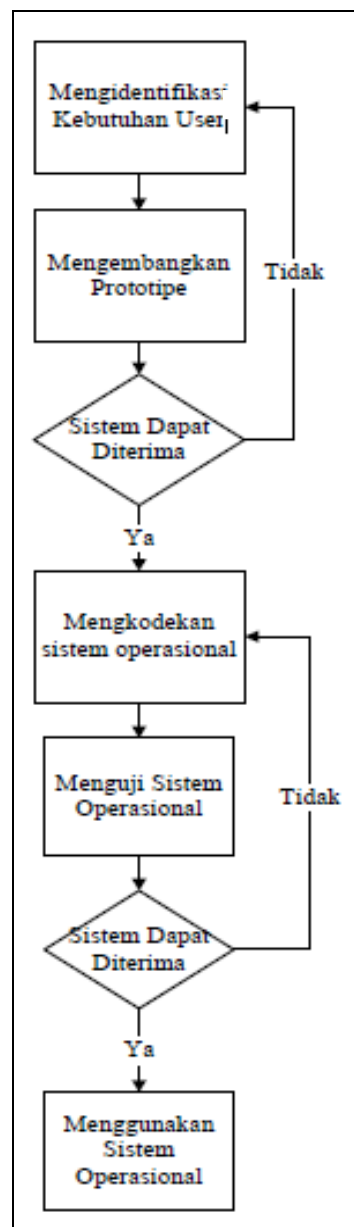 Mengidentifikasi
Kebutuhan User
Mengembangkan
Prototipe
Tidak
Sistem Dapat
Diterima
Ya
Mengkodekan
sistem operasional
Menguji Sistem
Operasional
Tidak
Sistem Dapat
Diterima
Ya
Menggunakan
Sistem
Operasional